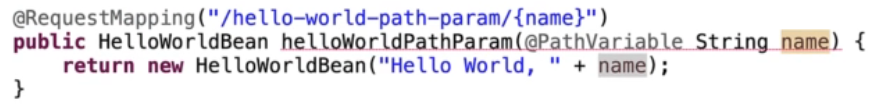 @RequestMapping("/hello-world-path-param/{name}")
public HelloWorldBean helloWorldPathParam(@PathVariable String name) {
    return new HelloWorldBean("Hello World, " + name);
}